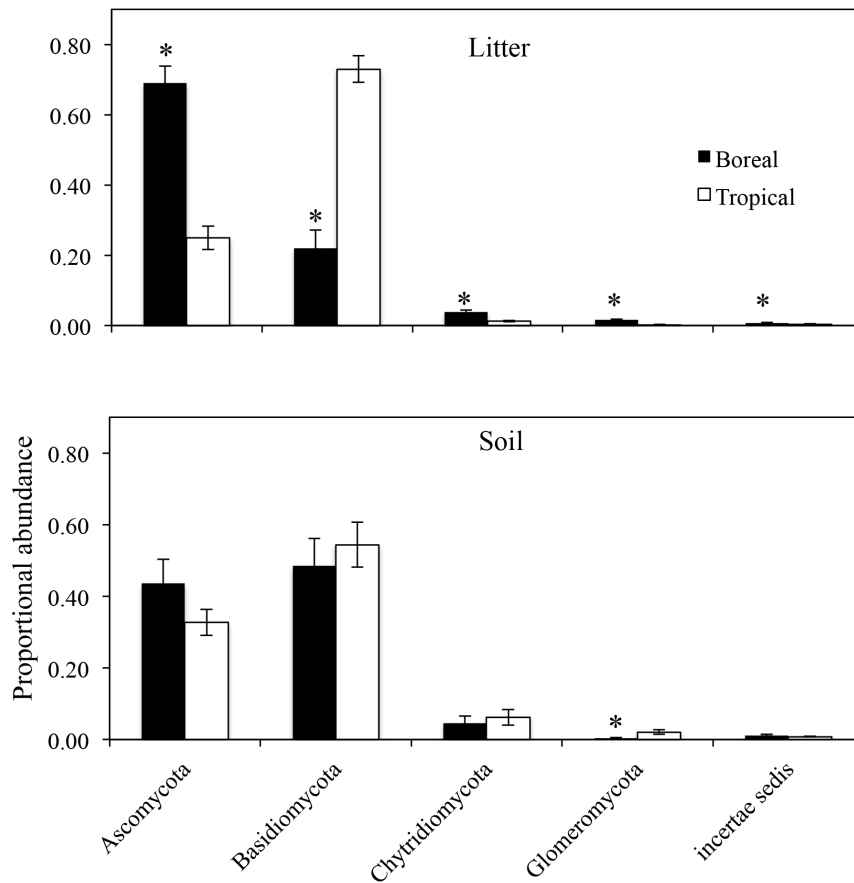 Litter
0.80
0.60
0.40
0.20
0.00
*
*
*
*
*
Boreal
Tropical
Soil
Proportional abundance
0.80
0.60
0.40
0.20
0.00
*
Ascomycota
Basidiomycota
Chytridiomycota
Glomeromycota
incertae sedis